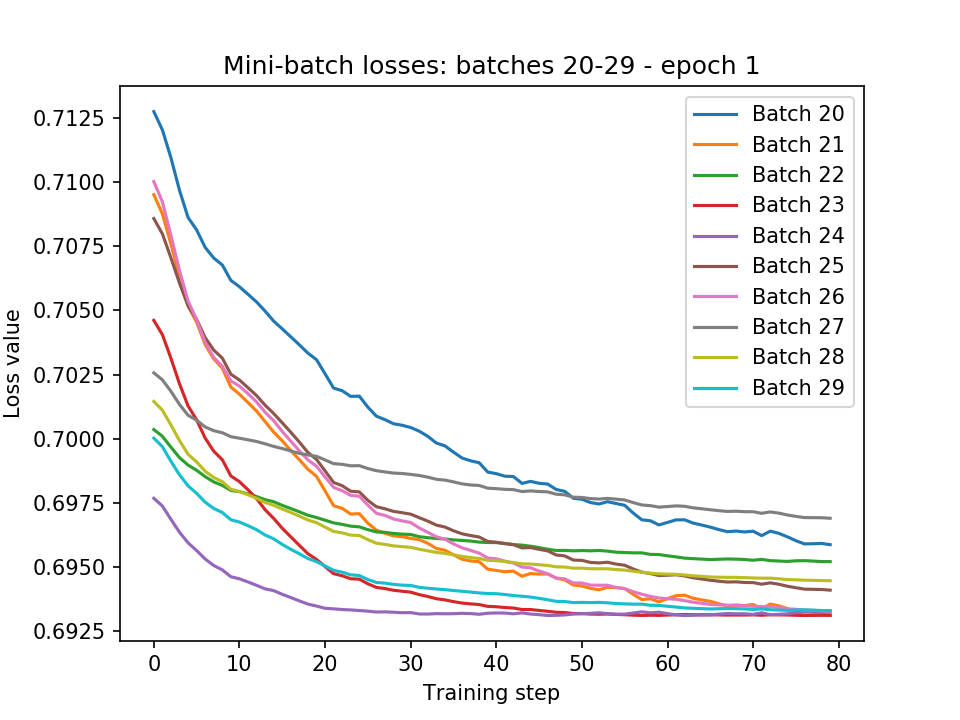 Mini-batch losses: batches 20-29 - epoch 1
Loss value
0.7125
0.7100
0.7075
0.7050
0.7025
0.7000
0.6975
0.6950
0.6925
Batch 20
Batch 21
Batch 22
Batch 23
Batch 24
Batch 25
Batch 26
Batch 27
Batch 28
Batch 29
0 10 20 30 40 50 60 70 80
Training step